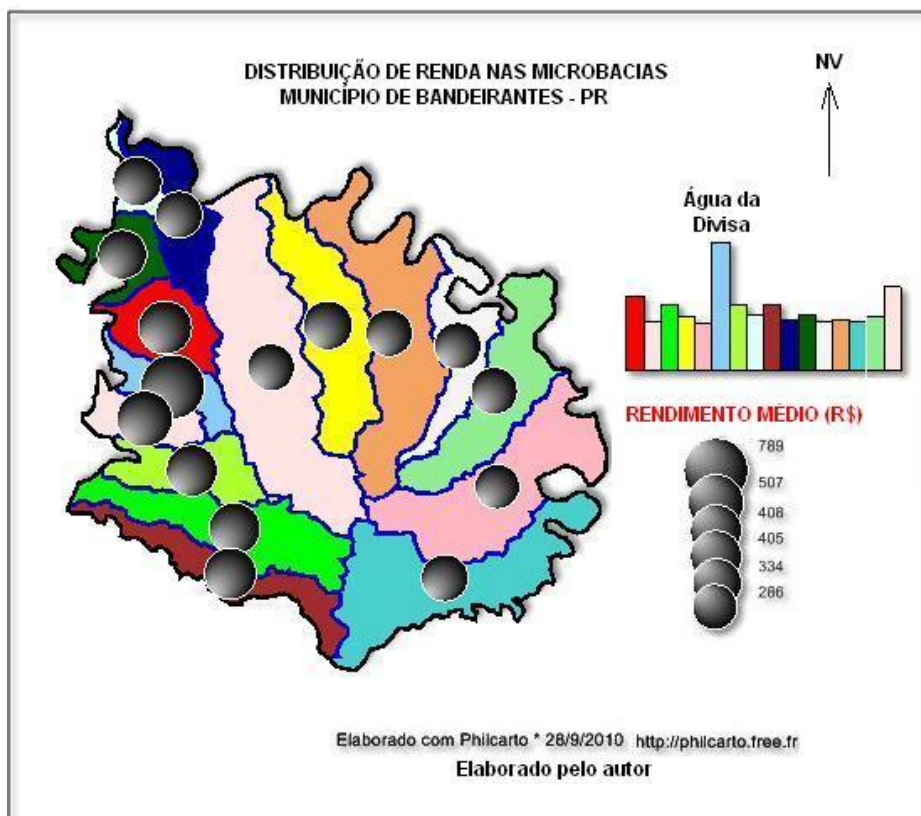 DISTRIBUIÇÃO DE RENDA NAS MICROBACIAS
MUNICÍPIO DE BANDEIRANTES - PR
NV
Água da
Divisa
RENDIMENTO MÉDIO (R$)
789
507
408
405
334
286
Elaborado com Philcarto * 28/9/2010 http://philcarto.free.fr
Elaborado pelo autor